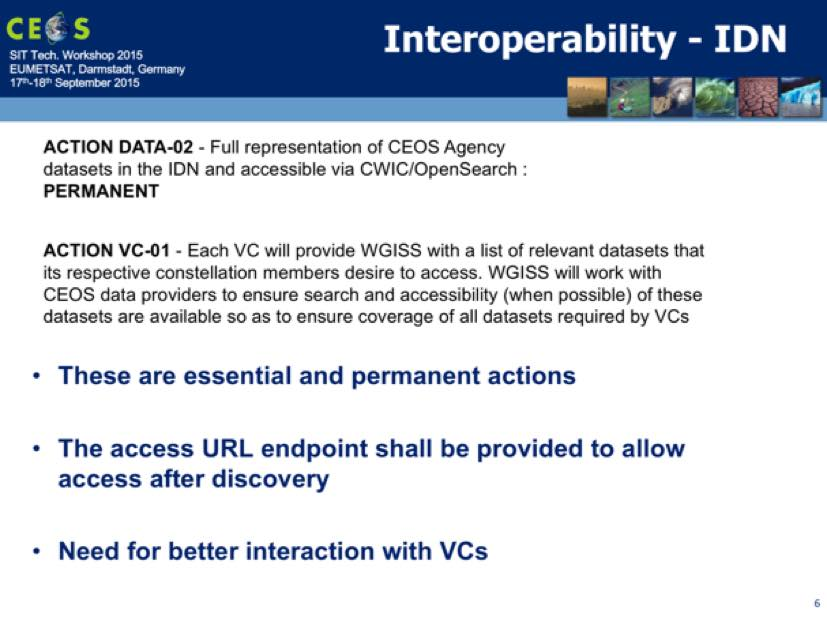 CEOS
SIT Tech. Workshop 2015
EUMETSAT, Darmstadt, Germany
17th-18th September 2015
Interoperability - IDN
ACTION DATA-02 - Full representation of CEOS Agency
datasets in the IDN and accessible via CWIC/OpenSearch :
PERMANENT
ACTION VC-01 - Each VC will provide WGISS with a list of relevant datasets that
its respective constellation members desire to access. WGISS will work with
CEOS data providers to ensure search and accessibility (when possible) of these
datasets are available so as to ensure coverage of all datasets required by VCs
• These are essential and permanent actions
• The access URL endpoint shall be provided to allow
access after discovery
• Need for better interaction with VCs
6